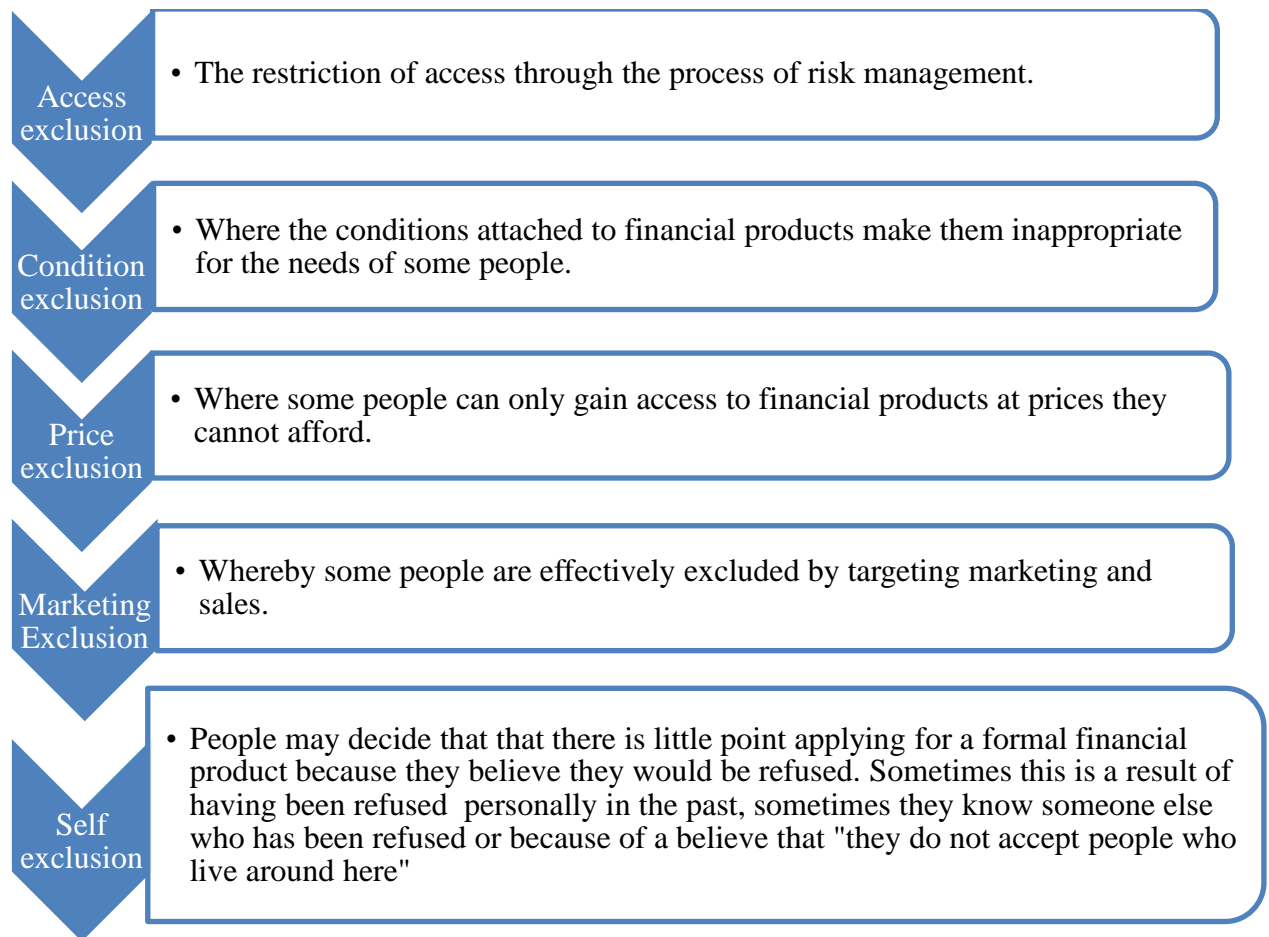 Access
exclusion
• The restriction of access through the process of risk management.
Condition
exclusion
• Where the conditions attached to financial products make them inappropriate
for the needs of some people.
Price
exclusion
• Where some people can only gain access to financial products at prices they
cannot afford.
Marketing
Exclusion
• Whereby some people are effectively excluded by targeting marketing and
sales.
Self
exclusion
• People may decide that that there is little point applying for a formal financial
product because they believe they would be refused. Sometimes this is a result of
having been refused  personally in the past, sometimes they know someone else
who has been refused or because of a believe that "they do not accept people who
live around here"